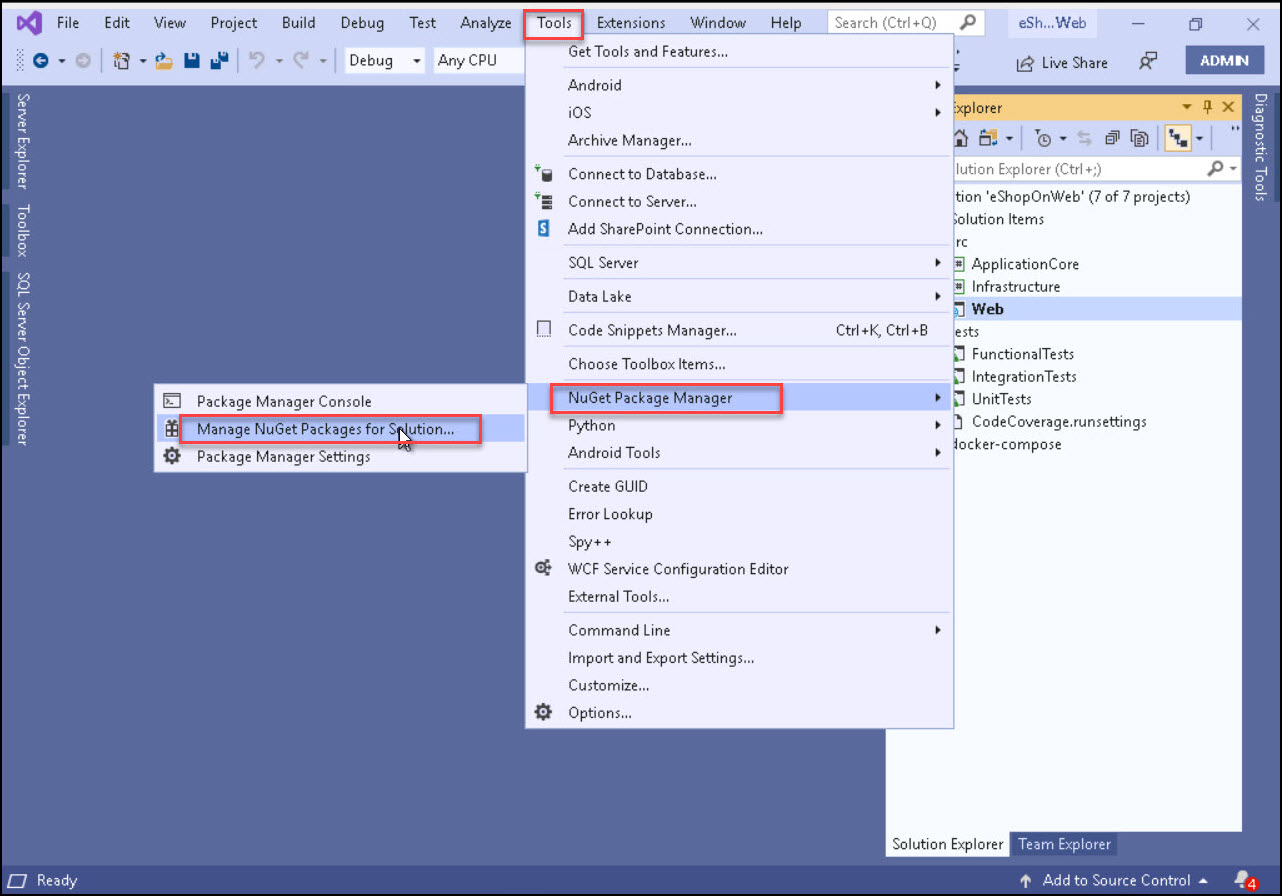 File Edit View Project Build Debug Test Analyze Tools Extensions Window Help Search (Ctrl+Q) eSh...Web
Debug Any CPU Live Share ADMIN
Server Explorer
Toolbox
SQL Server Object Explorer
Get Tools and Features...
Android
iOS
Archive Manager...
Connect to Database...
Connect to Server...
Add SharePoint Connection...
SQL Server
Data Lake
Code Snippets Manager... Ctrl+K, Ctrl+B
Choose Toolbox Items...
NuGet Package Manager
Python
Android Tools
Create GUID
Error Lookup
Spy++
WCF Service Configuration Editor
External Tools...
Command Line
Import and Export Settings...
Customize...
Options...
Package Manager Console
Manage NuGet Packages for Solution...
Package Manager Settings
Explorer
lution Explorer (Ctrl+;)
tion 'eShopOnWeb' (7 of 7 projects)
Solution Items
rc
ApplicationCore
Infrastructure
Web
ests
FunctionalTests
IntegrationTests
UnitTests
CodeCoverage.runsettings
docker-compose
Diagnostic Tools
Solution Explorer Team Explorer
Ready Add to Source Control 4